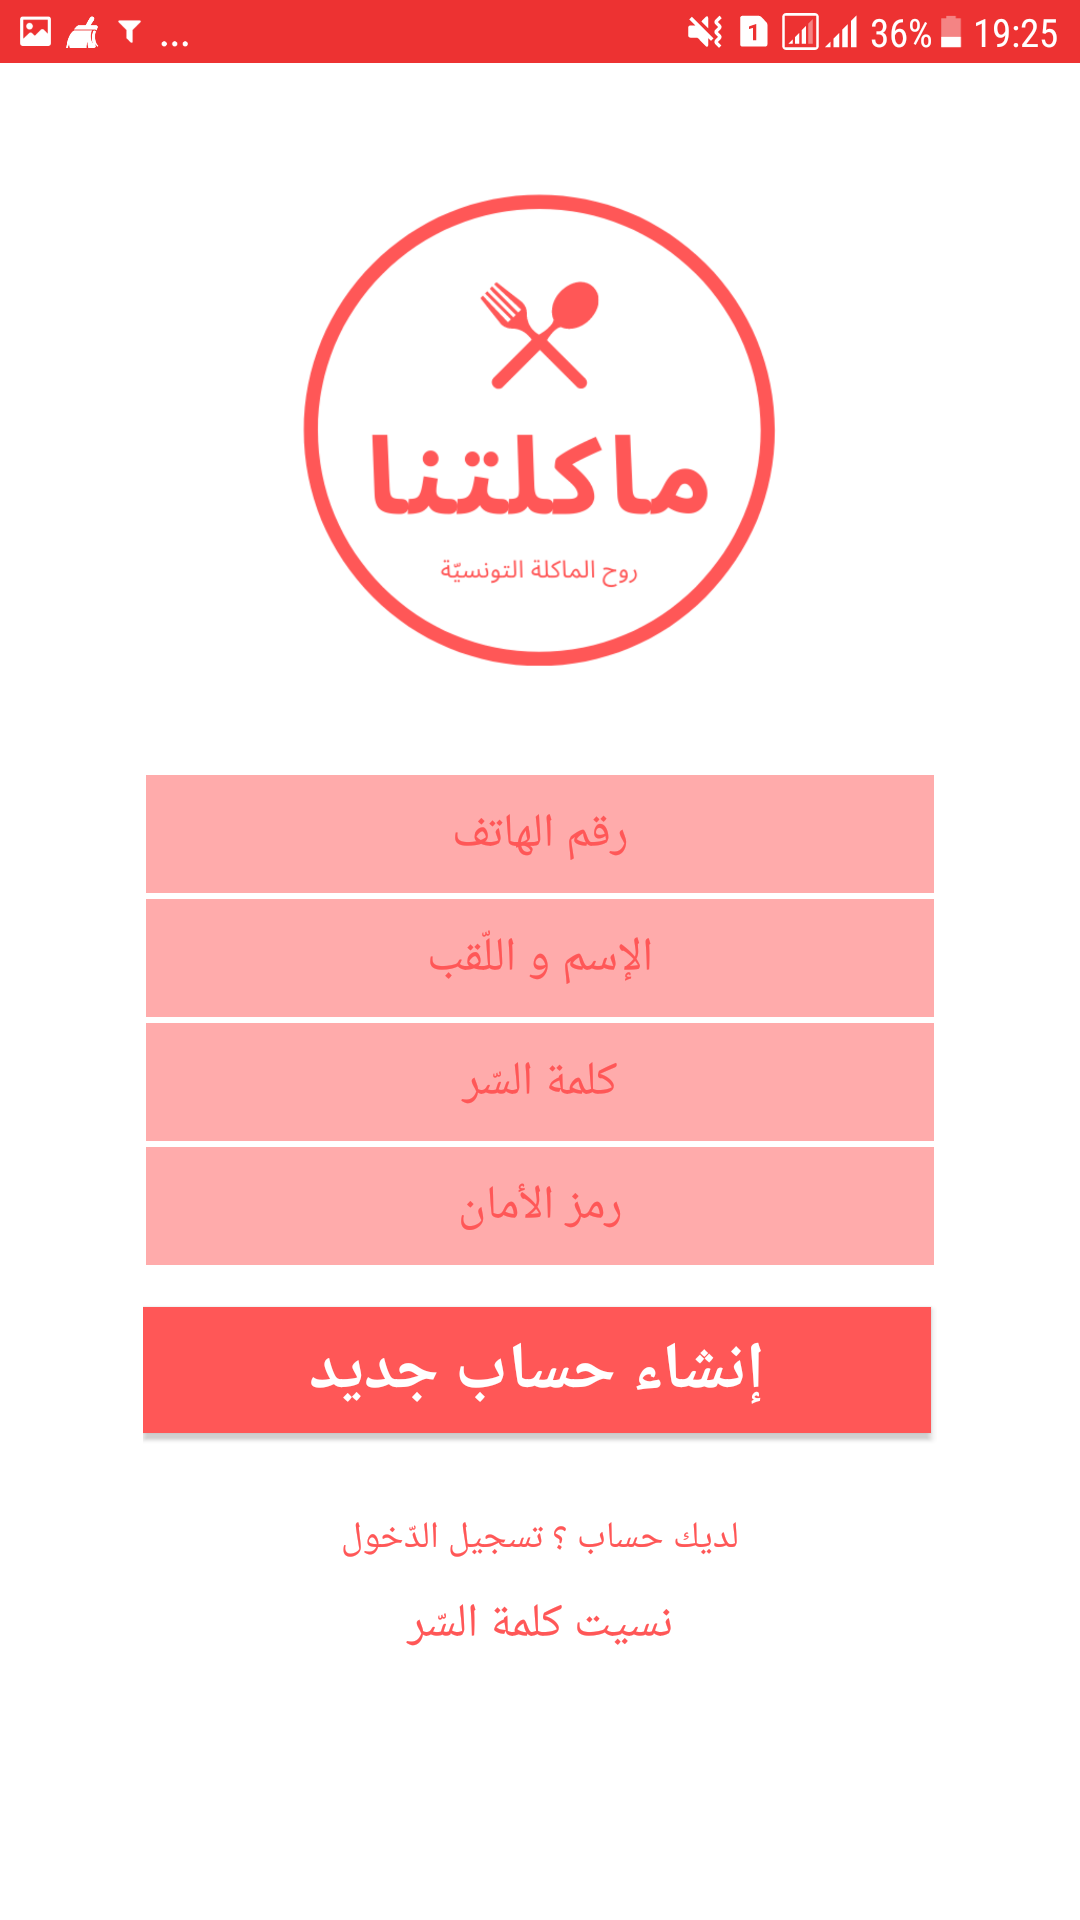 ... 1 36% 19:25
ماكلتنا
روح الماكلة التونسيّة
رقم الهاتف
الإسم و اللّقب
كلمة السّر
رمز الأمان
إنشاء حساب جديد
لديك حساب ؟ تسجيل الدّخول
نسيت كلمة السّر